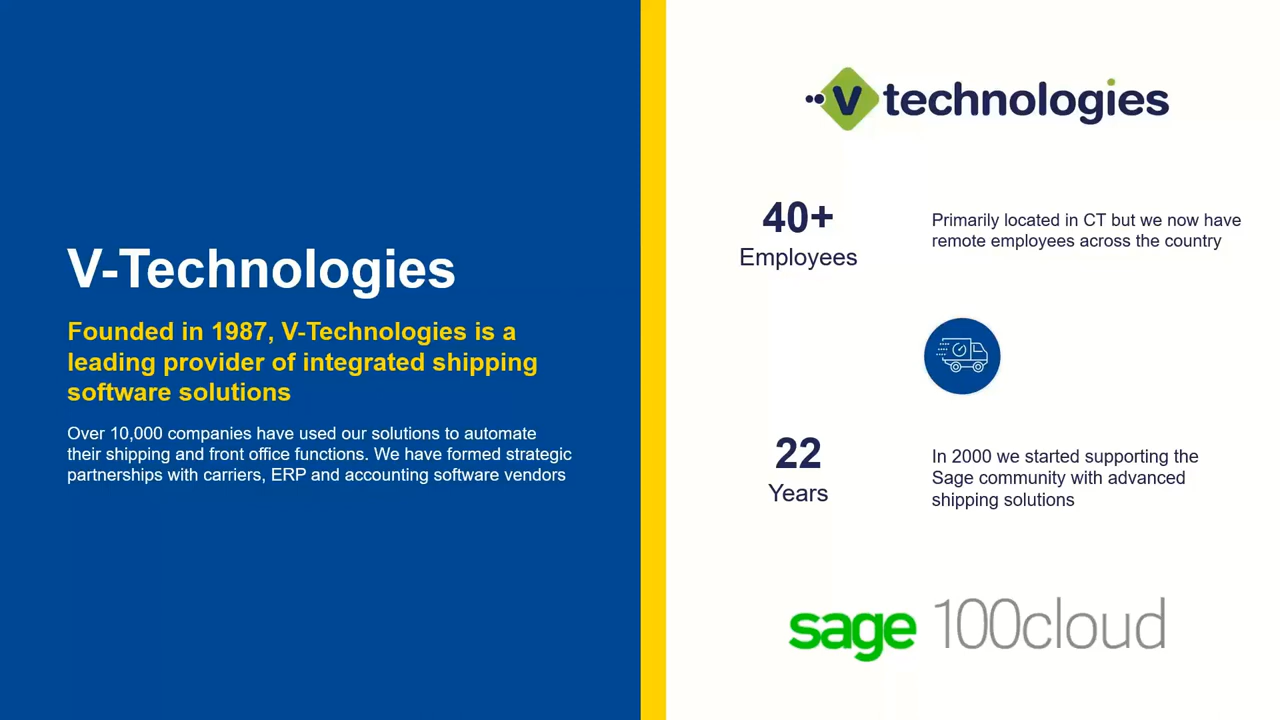 V-Technologies
Founded in 1987, V-Technologies is a
leading provider of integrated shipping
software solutions
Over 10,000 companies have used our solutions to automate
their shipping and front office functions. We have formed strategic
partnerships with carriers, ERP and accounting software vendors
V technologies
40+
Employees
Primarily located in CT but we now have
remote employees across the country
22
Years
In 2000 we started supporting the
Sage community with advanced
shipping solutions
sage 100cloud